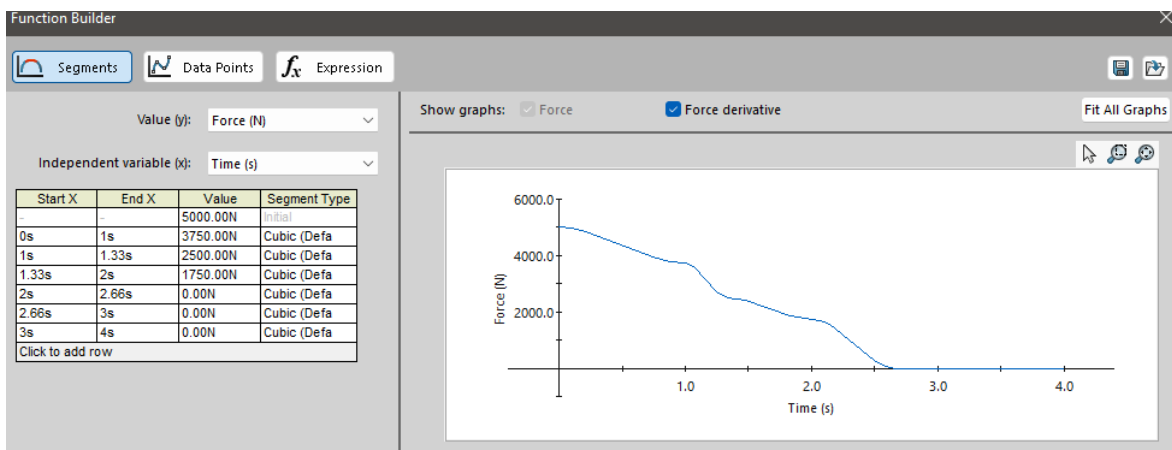 Function Builder
Segments Data Points fx Expression
Value (y): Force (N)
Independent variable (x): Time (s)
Start X End X Value Segment Type
- - 5000.00N Initial
0s 1s 3750.00N Cubic (Defa
1s 1.33s 2500.00N Cubic (Defa
1.33s 2s 1750.00N Cubic (Defa
2s 2.66s 0.00N Cubic (Defa
2.66s 3s 0.00N Cubic (Defa
3s 4s 0.00N Cubic (Defa
Click to add row
Show graphs: Force Force derivative Fit All Graphs
6000.0
4000.0
2000.0
Force (N)
1.0 2.0 3.0 4.0
Time (s)